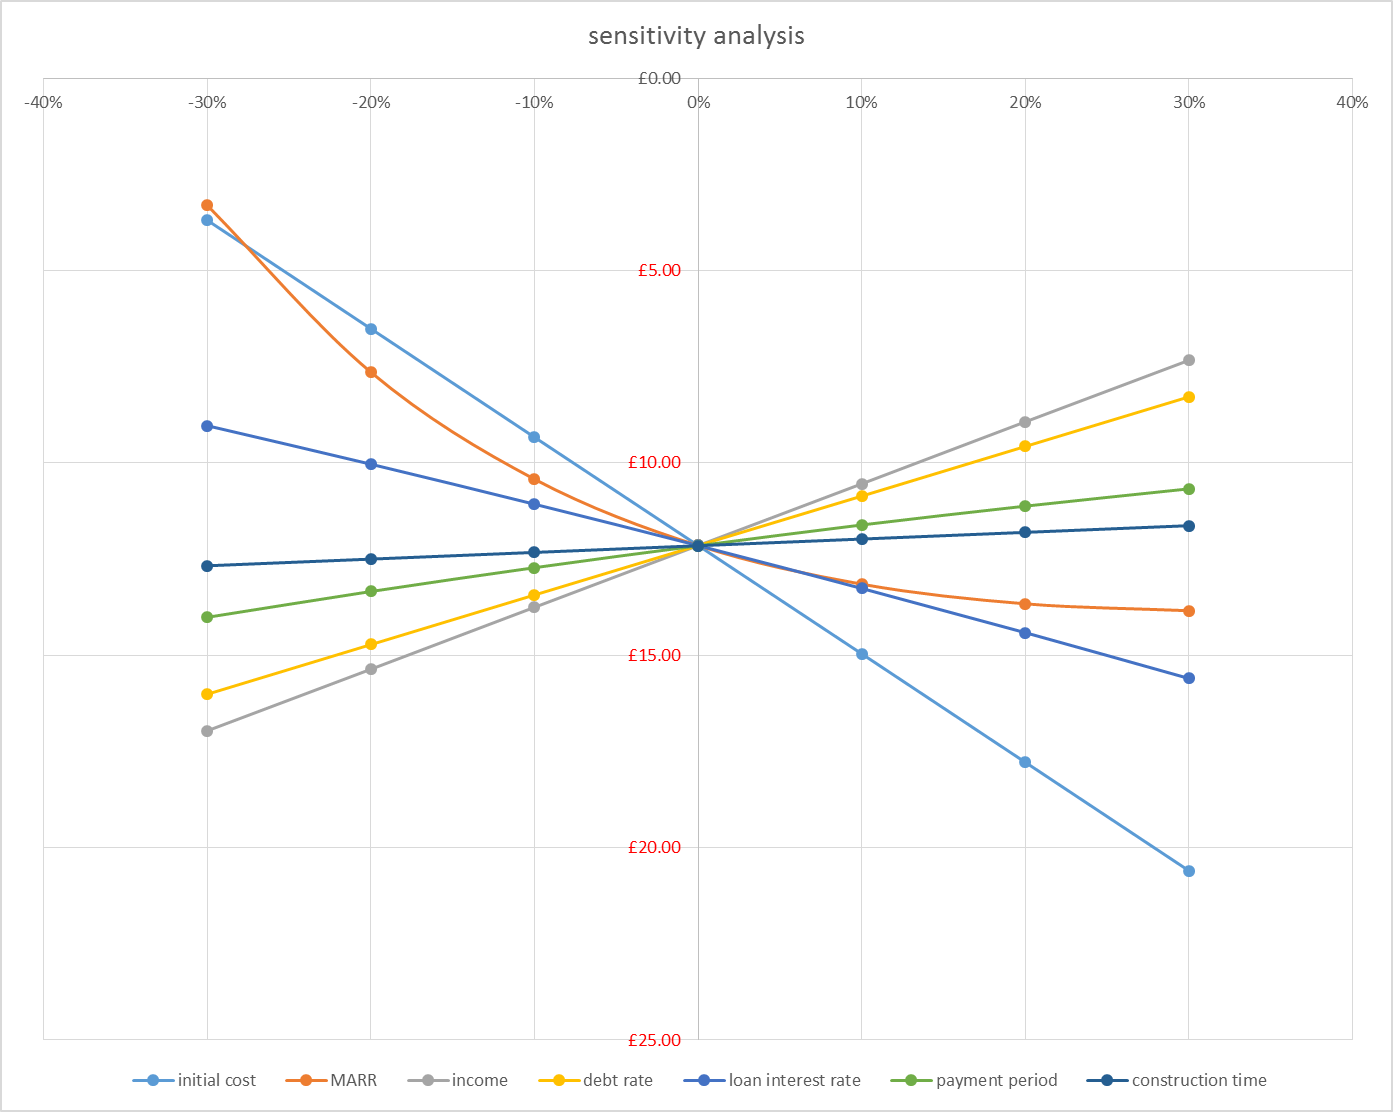 sensitivity analysis
£0.00
-40% -30% -20% -10% 0% 10% 20% 30% 40%
£5.00
£10.00
£15.00
£20.00
£25.00
initial cost MARR income debt rate loan interest rate payment period construction time